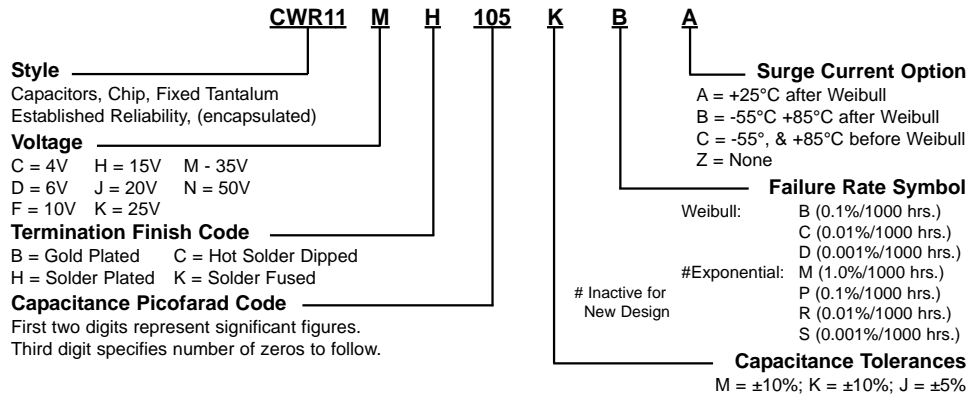 CWR11 M H 105 K B A
Style
Capacitors, Chip, Fixed Tantalum
Established Reliability, (encapsulated)
Voltage
C = 4V H = 15V M - 35V
D = 6V J = 20V N = 50V
F = 10V K = 25V
Termination Finish Code
B = Gold Plated C = Hot Solder Dipped
H = Solder Plated K = Solder Fused
Capacitance Picofarad Code
First two digits represent significant figures.
Third digit specifies number of zeros to follow.
Surge Current Option
A = +25°C after Weibull
B = -55°C +85°C after Weibull
C = -55°, & +85°C before Weibull
Z = None
Failure Rate Symbol
Weibull: B (0.1%/1000 hrs.)
C (0.01%/1000 hrs.)
D (0.001%/1000 hrs.)
#Exponential: M (1.0%/1000 hrs.)
P (0.1%/1000 hrs.)
R (0.01%/1000 hrs.)
S (0.001%/1000 hrs.)
# Inactive for
New Design
Capacitance Tolerances
M = ±10%; K = ±10%; J = ±5%